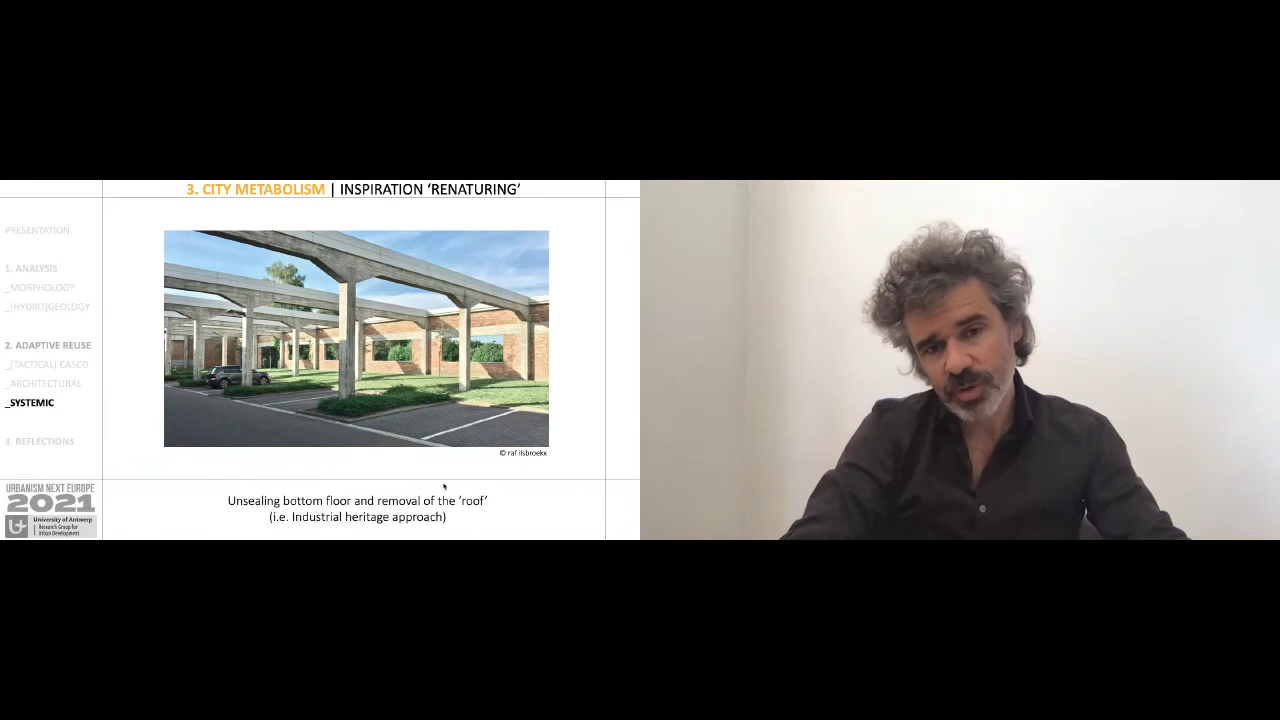 3. CITY METABOLISM | INSPIRATION ‘RENATURING’
PRESENTATION
1. ANALYSIS
_MORPHOLOGY
_(HYDRO)GEOLOGY
2. ADAPTIVE REUSE
_(TACTICAL) CASCO
_ARCHITECTURAL
_SYSTEMIC
3. REFLECTIONS
© raf ilsbroekx
URBANISM NEXT EUROPE
2021
University of Antwerp
Research Group for
Urban Development
Unsealing bottom floor and removal of the ‘roof’
(i.e. Industrial heritage approach)